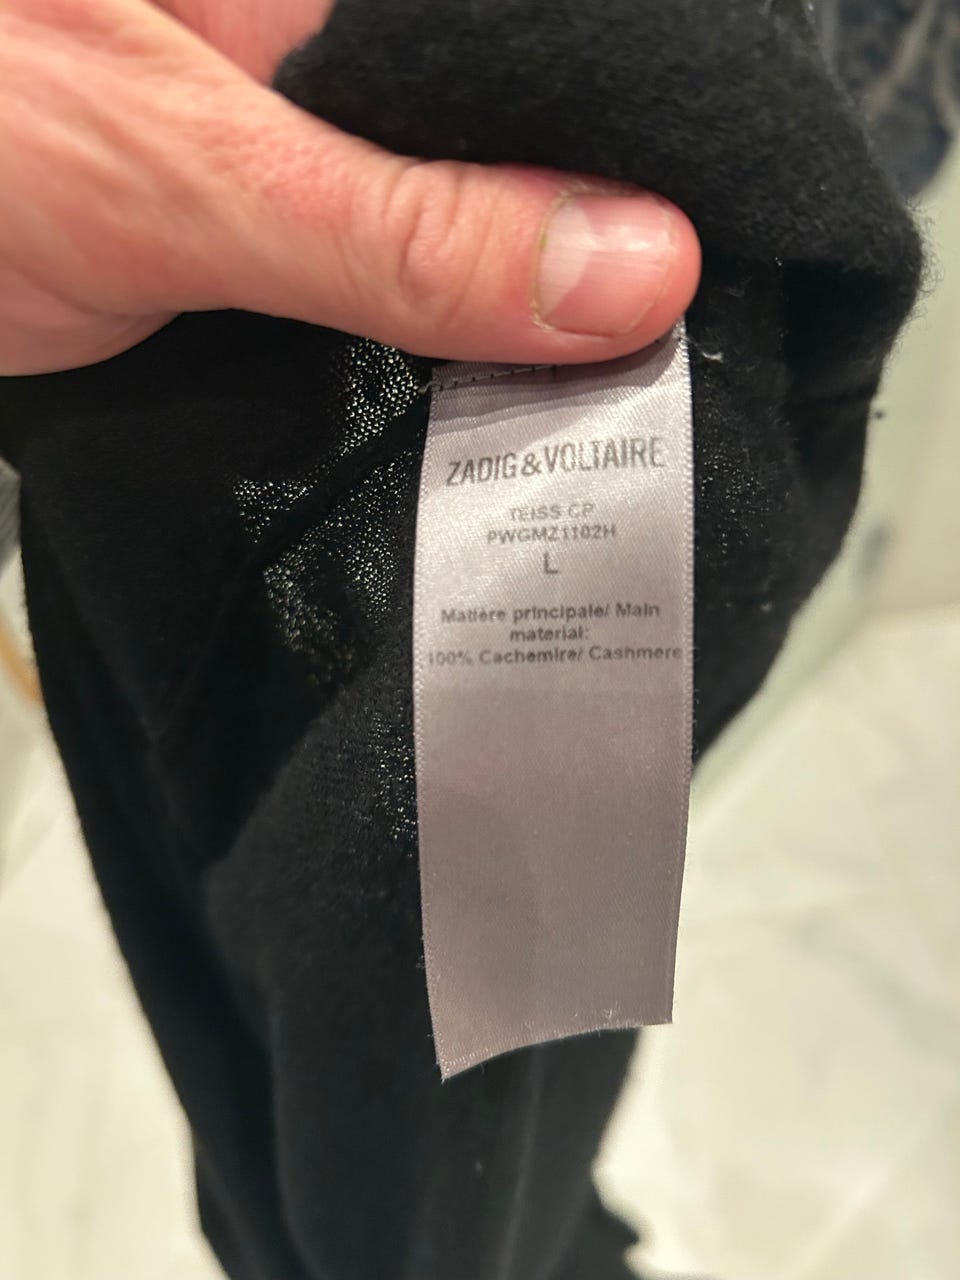 ZADIG&VOLTAIRE
TEISS CP
PWGMZ1102H
L
Matière principale/ Main
material:
100% Cachemire/ Cashmere